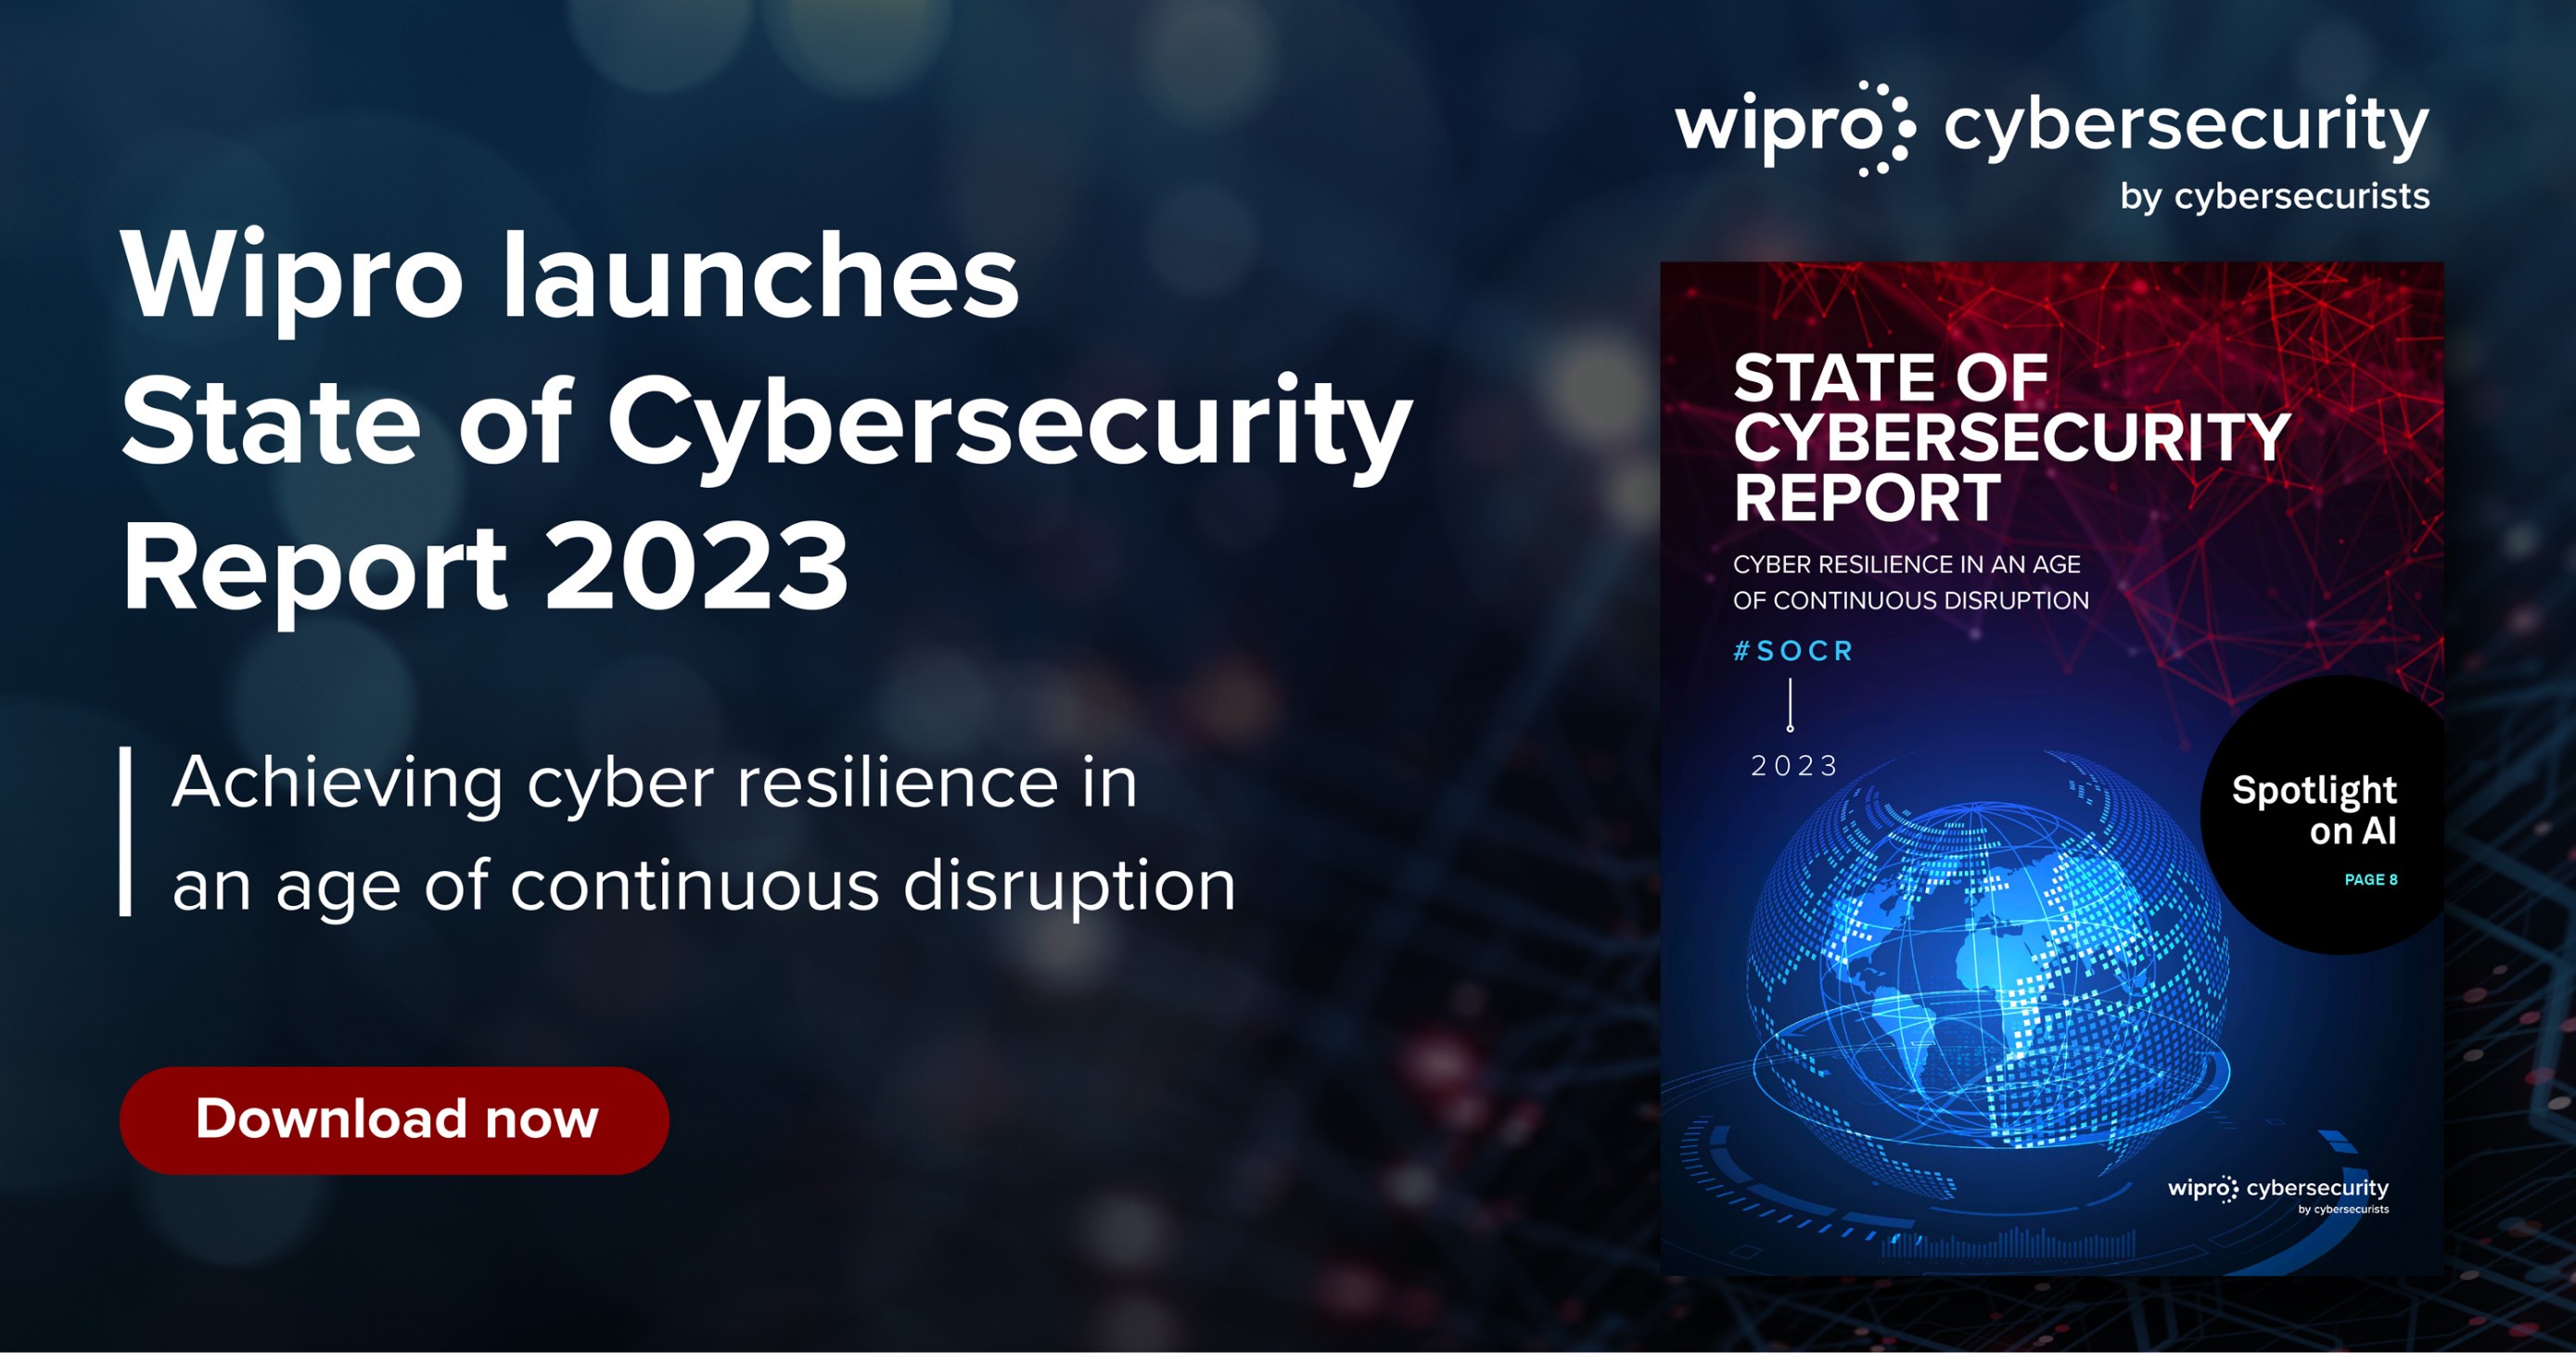 Wipro launches
State of Cybersecurity
Report 2023
Achieving cyber resilience in
an age of continuous disruption
Download now
wipro cybersecurity
by cybersecurists
STATE OF
CYBERSECURITY
REPORT
CYBER RESILIENCE IN AN AGE
OF CONTINUOUS DISRUPTION
#SOCR
2023
Spotlight
on AI
PAGE 8
wipro cybersecurity
by cybersecurists